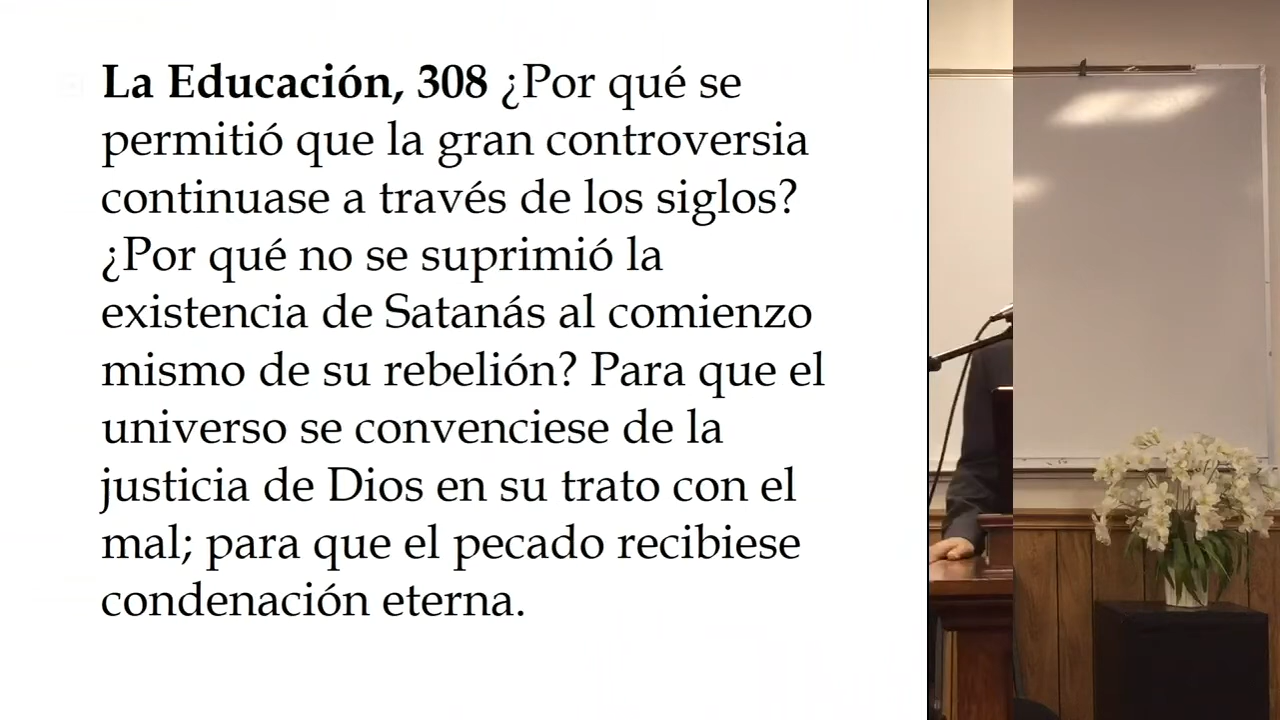 La Educación, 308 ¿Por qué se
permitió que la gran controversia
continuase a través de los siglos?
¿Por qué no se suprimió la
existencia de Satanás al comienzo
mismo de su rebelión? Para que el
universo se convenciese de la
justicia de Dios en su trato con el
mal; para que el pecado recibiese
condenación eterna.